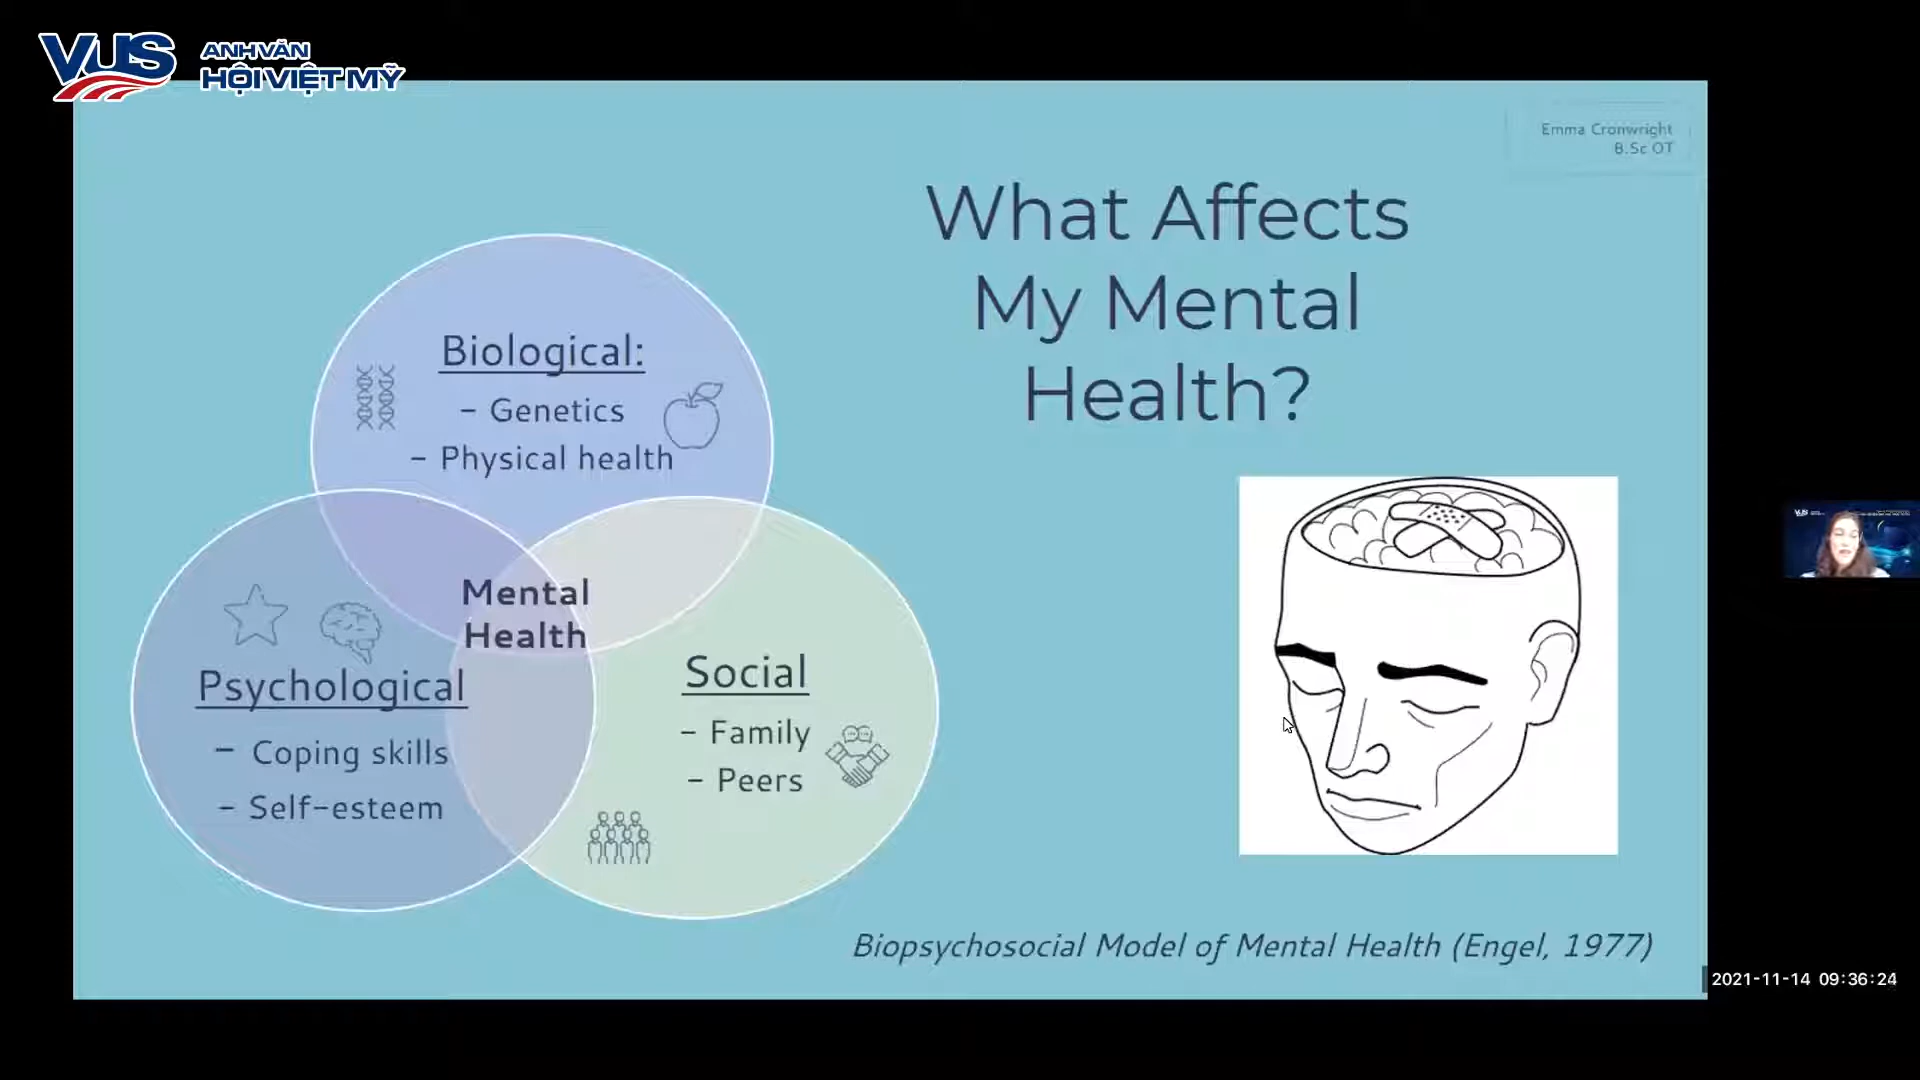 VUS
ANH VĂN
HỘI VIỆT MỸ
Emma Cronwright
B.Sc OT
What Affects
My Mental
Health?
Biological:
- Genetics
- Physical health
Mental
Health
Psychological
- Coping skills
- Self-esteem
Social
- Family
- Peers
Biopsychosocial Model of Mental Health (Engel, 1977)
2021-11-14 09:36:24
VUS